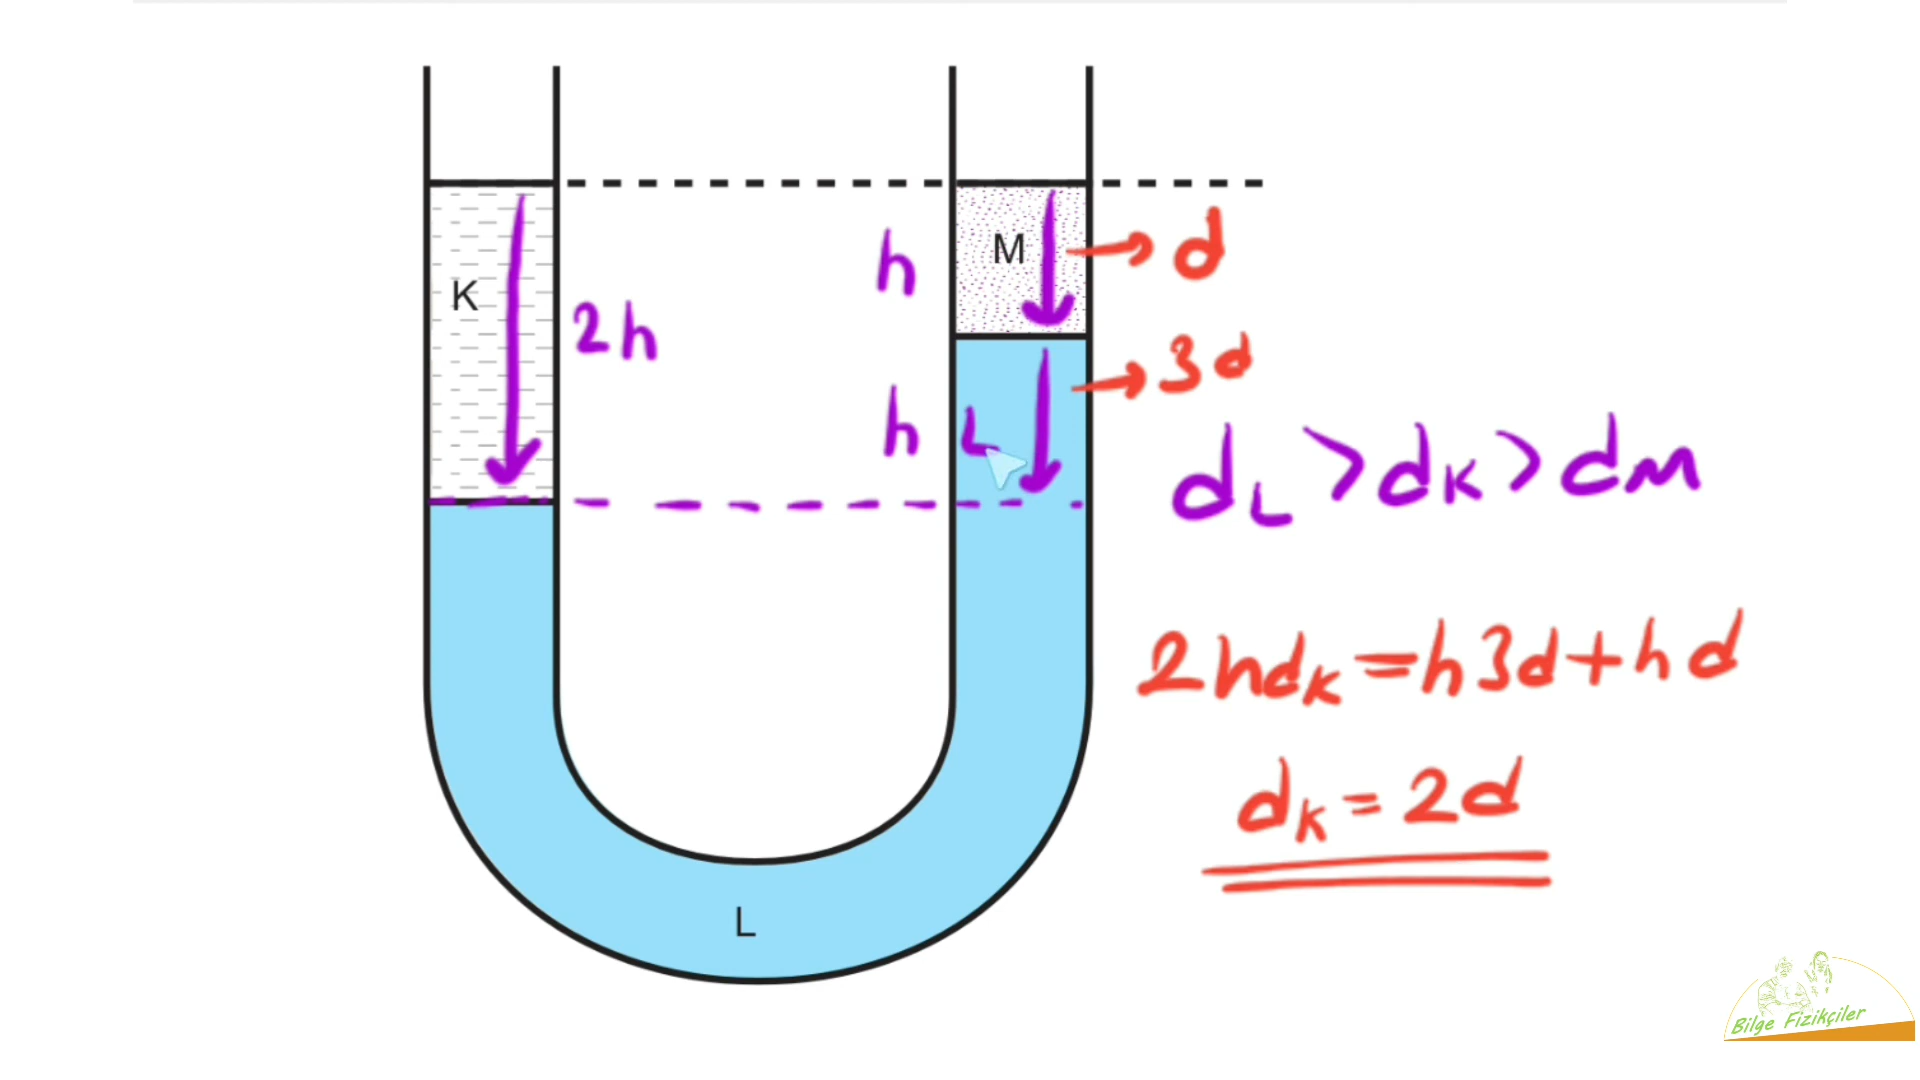 K
2h
h
M
d
h
L
3d
dL > dK > dM
2hdK = h3d + hd
dK = 2d
L
Bilge Fizikçiler